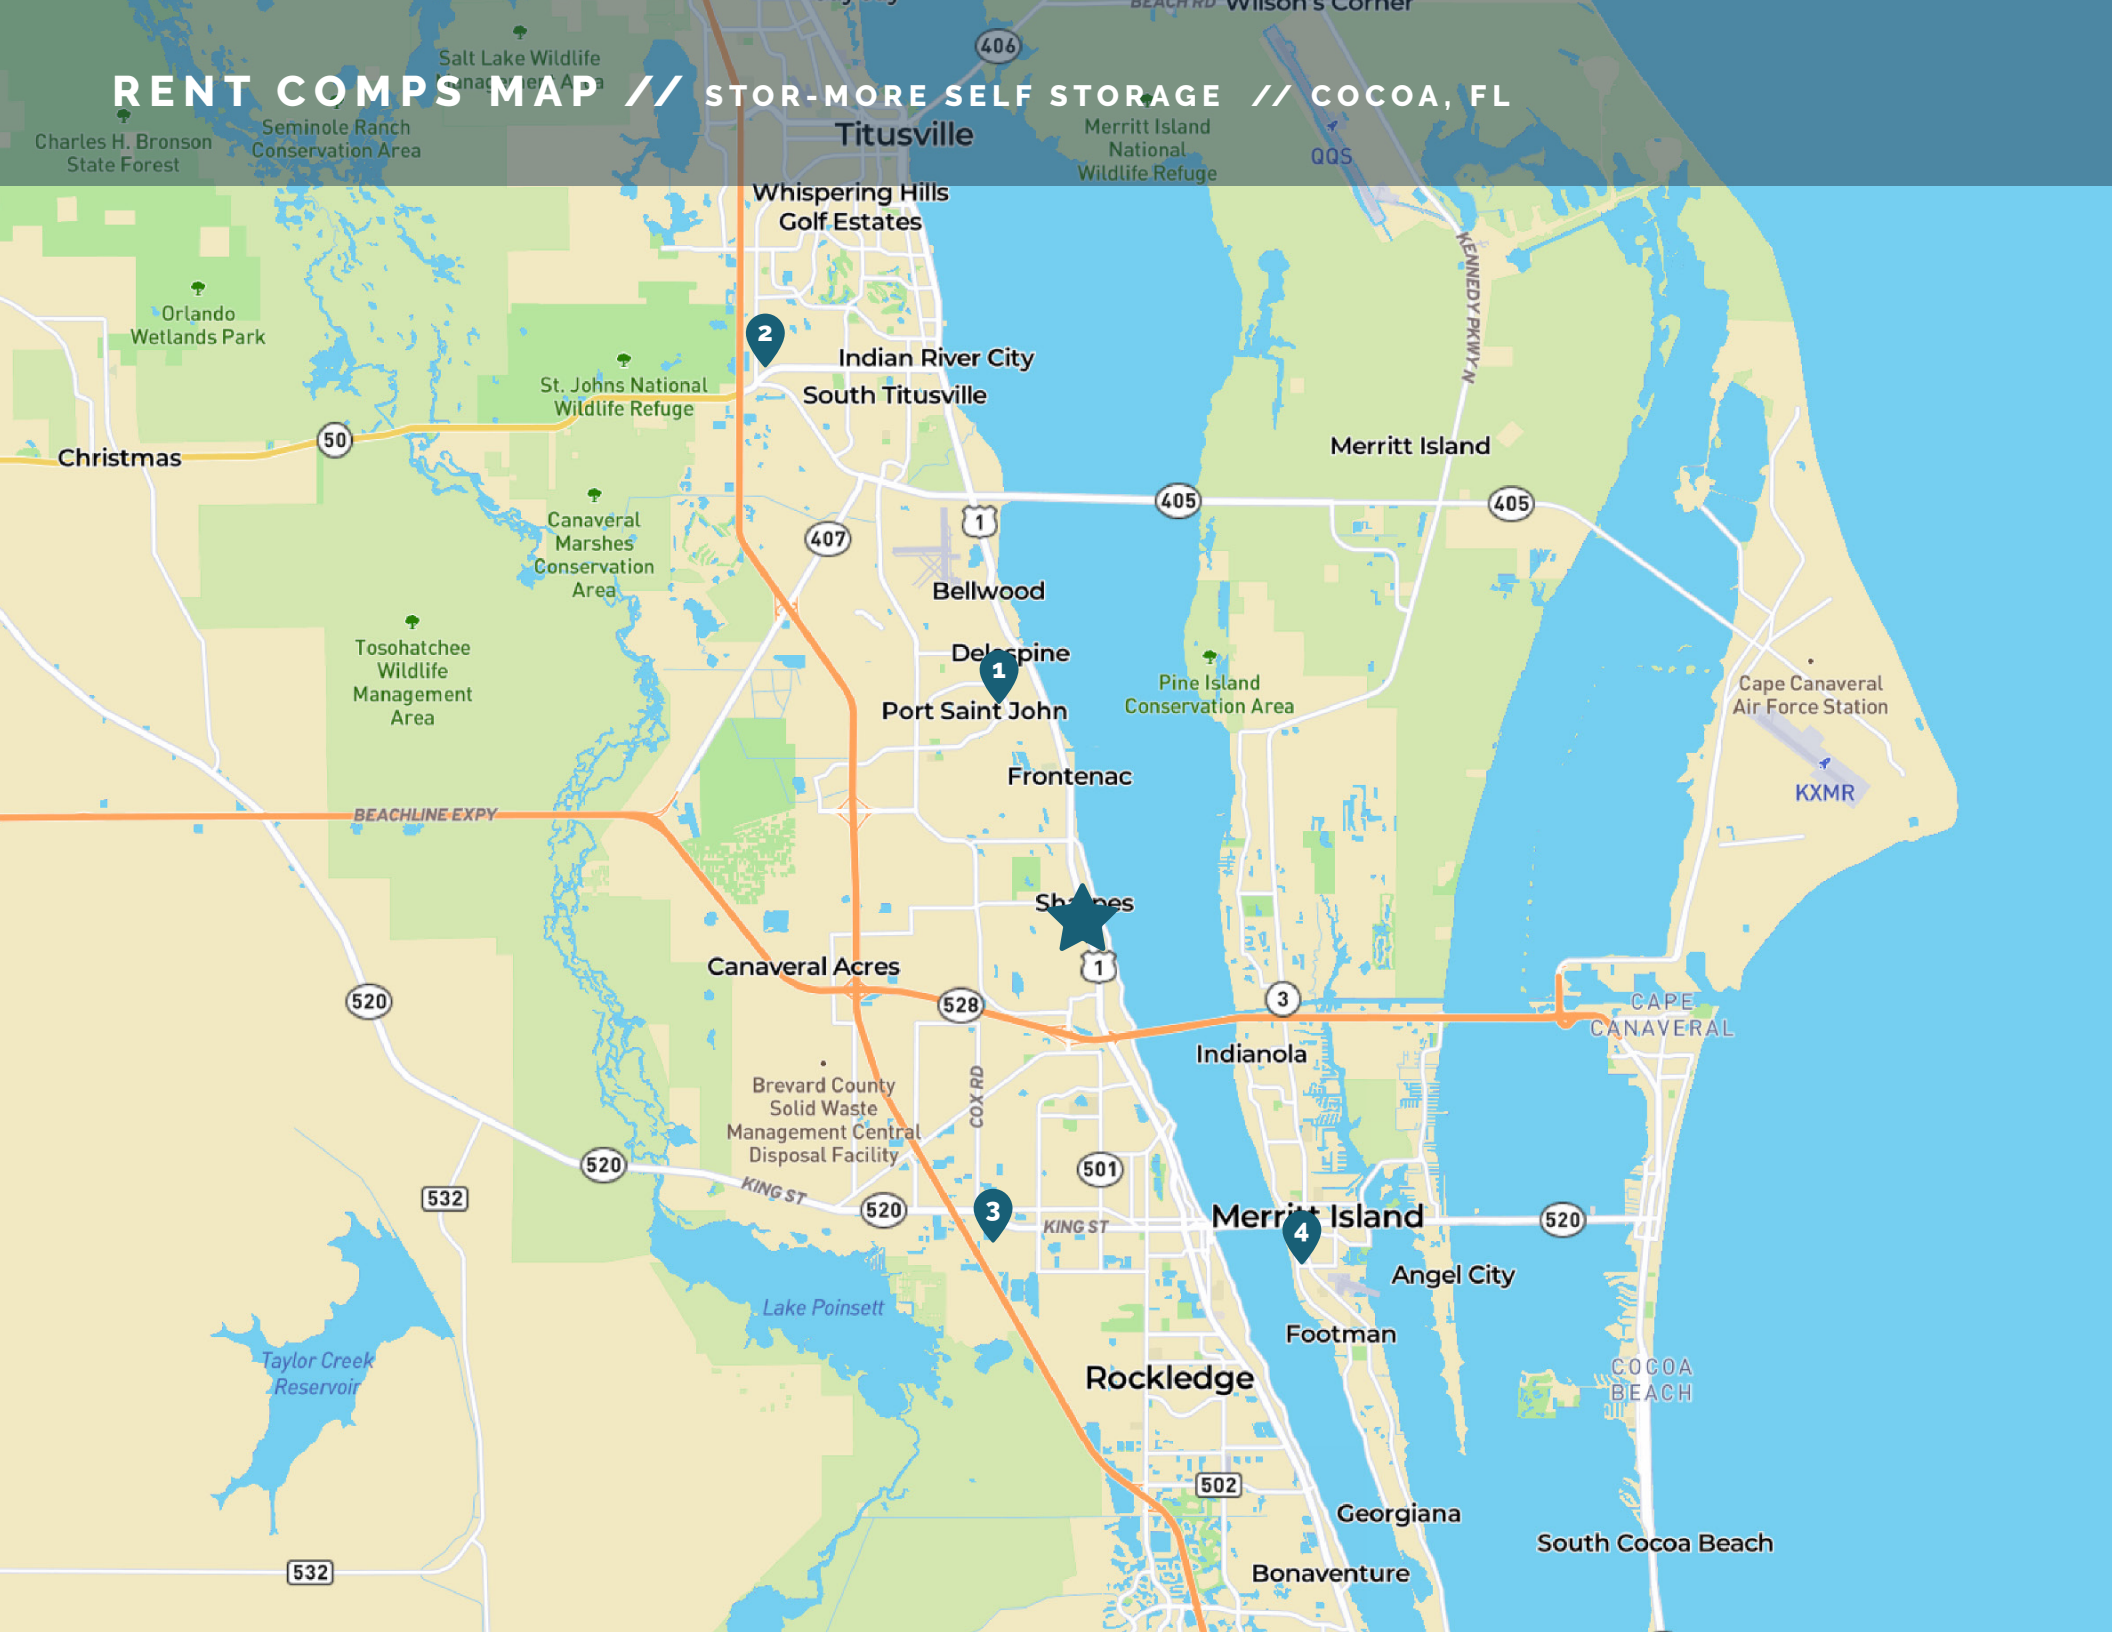 BEACH RD
Wilson's Corner
406
Salt Lake Wildlife
Management Area
RENT COMPS MAP // STOR-MORE SELF STORAGE // COCOA, FL
Charles H. Bronson
State Forest
Seminole Ranch
Conservation Area
Titusville
Merritt Island
National
Wildlife Refuge
QQS
Whispering Hills
Golf Estates
KENNEDY PKWY N
Orlando
Wetlands Park
2
Indian River City
St. Johns National
Wildlife Refuge
South Titusville
50
Christmas
Merritt Island
405
405
Canaveral
Marshes
Conservation
Area
1
407
Bellwood
Tosohatchee
Wildlife
Management
Area
Delespine
1
Port Saint John
Pine Island
Conservation Area
Cape Canaveral
Air Force Station
Frontenac
KXMR
BEACHLINE EXPY
Sharpes
Canaveral Acres
1
520
528
3
CAPE
CANAVERAL
Indianola
Brevard County
Solid Waste
Management Central
Disposal Facility
COX RD
520
501
532
KING ST
520
3
KING ST
Merritt Island
4
520
Angel City
Lake Poinsett
Footman
Taylor Creek
Reservoir
Rockledge
COCOA
BEACH
502
Georgiana
South Cocoa Beach
532
Bonaventure